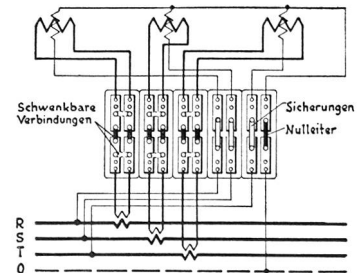 Schwenkbare
Verbindungen
Sicherungen
Nulleiter
R
S
T
0